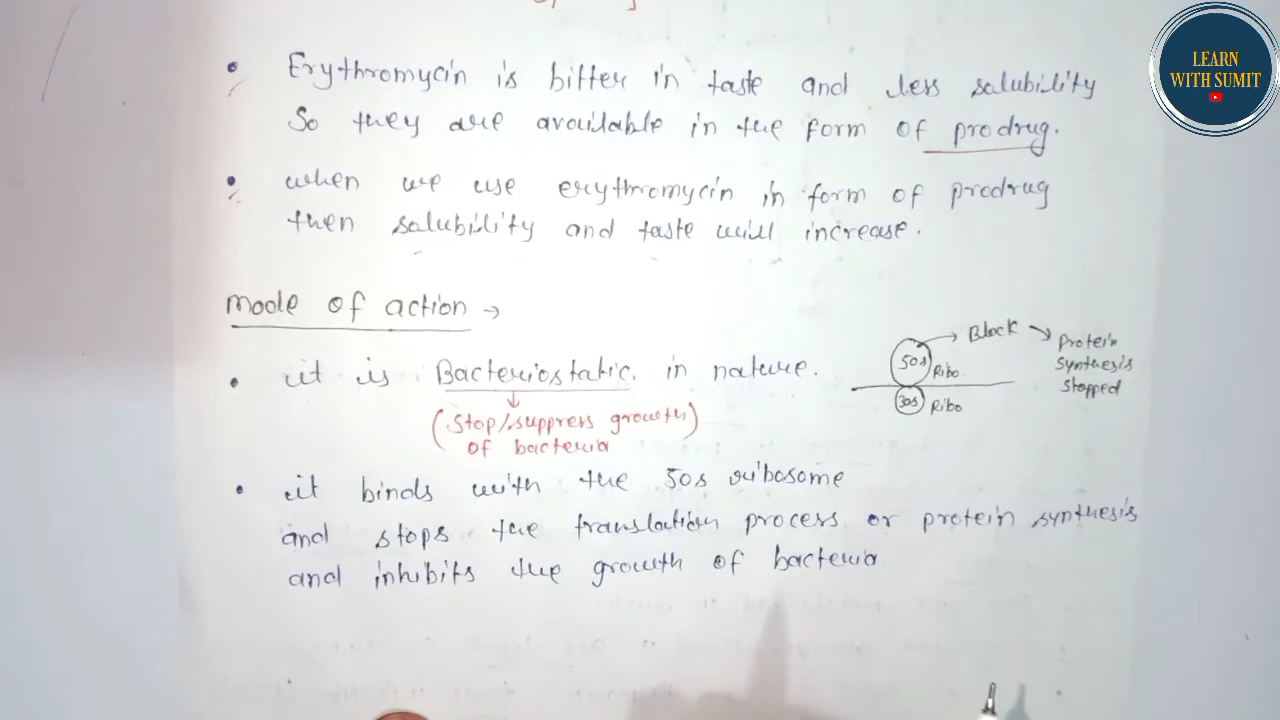 LEARN
WITH SUMIT
• Erythromycin is bitter in taste and less solubility
So they are available in the form of prodrug.
• when we use erythromycin in form of prodrug
then solubility and taste will increase.
Mode of action →
• it is Bacteriostatic in nature.
(Stop/suppress growth
of bacteria)
50s Ribo
30s Ribo
Block
Protein
Synthesis
Stopped
• it binds with the 50s ribosome
and stops the translation process or protein synthesis
and inhibits the growth of bacteria